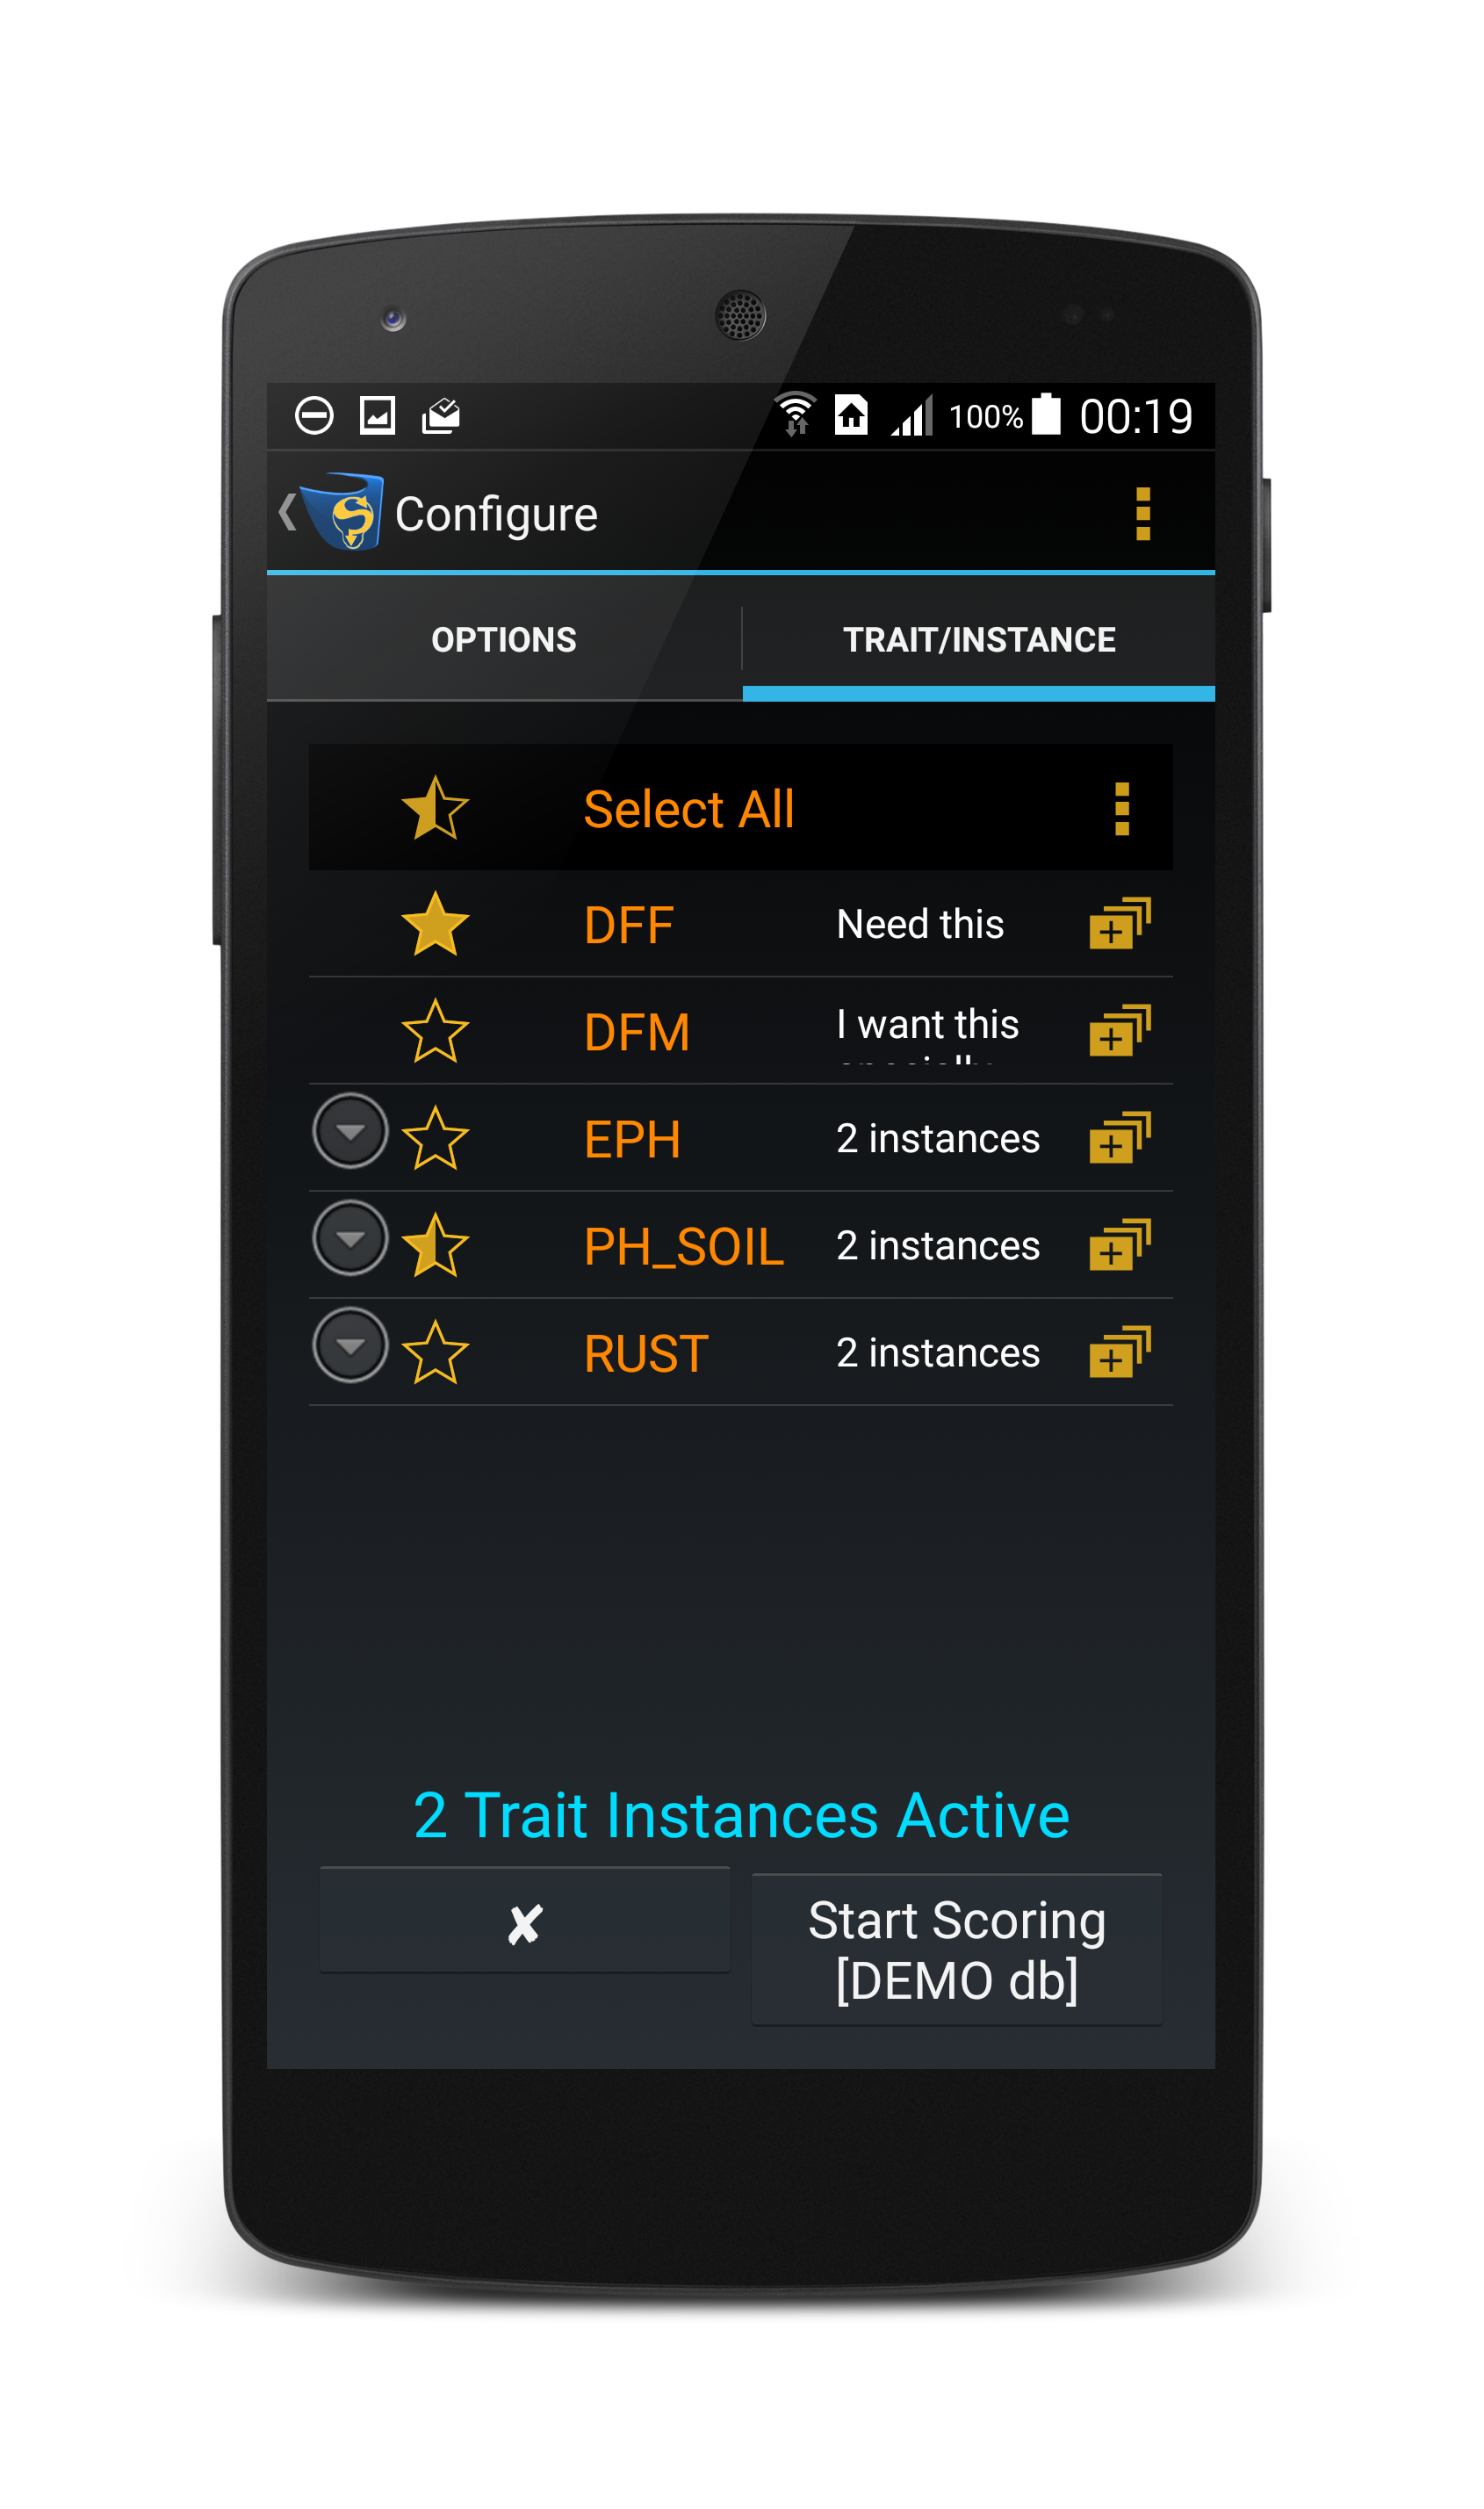 100% 00:19
Configure
OPTIONS TRAIT/INSTANCE
Select All
DFF Need this
DFM I want this
EPH 2 instances
PH_SOIL 2 instances
RUST 2 instances
2 Trait Instances Active
✘ Start Scoring
[DEMO db]